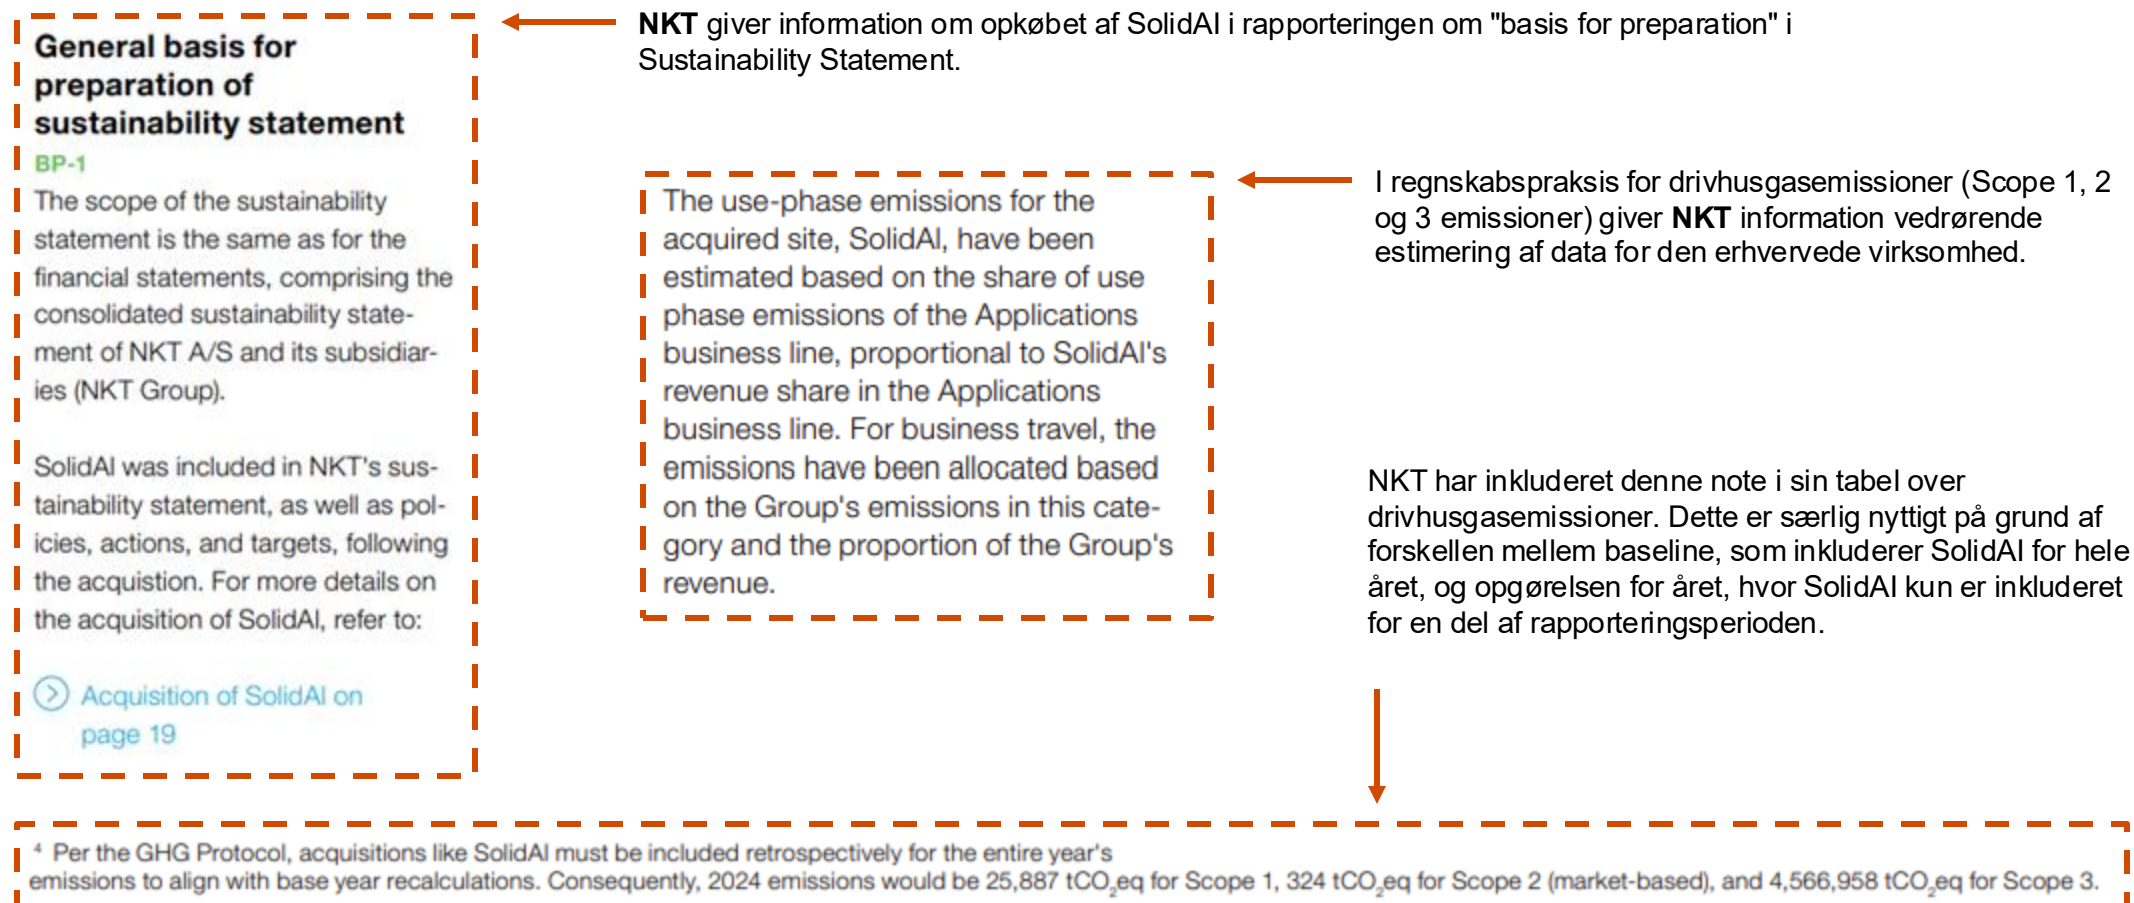 General basis for
preparation of
sustainability statement
BP-1
The scope of the sustainability
statement is the same as for the
financial statements, comprising the
consolidated sustainability state-
ment of NKT A/S and its subsidiar-
ies (NKT Group).
SolidAl was included in NKT's sus-
tainability statement, as well as pol-
icies, actions, and targets, following
the acquistion. For more details on
the acquisition of SolidAl, refer to:
Acquisition of SolidAl on
page 19
NKT giver information om opkøbet af SolidAl i rapporteringen om "basis for preparation" i
Sustainability Statement.
The use-phase emissions for the
acquired site, SolidAl, have been
estimated based on the share of use
phase emissions of the Applications
business line, proportional to SolidAl's
revenue share in the Applications
business line. For business travel, the
emissions have been allocated based
on the Group's emissions in this cate-
gory and the proportion of the Group's
revenue.
I regnskabspraksis for drivhusgasemissioner (Scope 1, 2
og 3 emissioner) giver NKT information vedrørende
estimering af data for den erhvervede virksomhed.
NKT har inkluderet denne note i sin tabel over
drivhusgasemissioner. Dette er særlig nyttigt på grund af
forskellen mellem baseline, som inkluderer SolidAl for hele
året, og opgørelsen for året, hvor SolidAl kun er inkluderet
for en del af rapporteringsperioden.
⁴ Per the GHG Protocol, acquisitions like SolidAl must be included retrospectively for the entire year's
emissions to align with base year recalculations. Consequently, 2024 emissions would be 25,887 tCO₂eq for Scope 1, 324 tCO₂eq for Scope 2 (market-based), and 4,566,958 tCO₂eq for Scope 3.